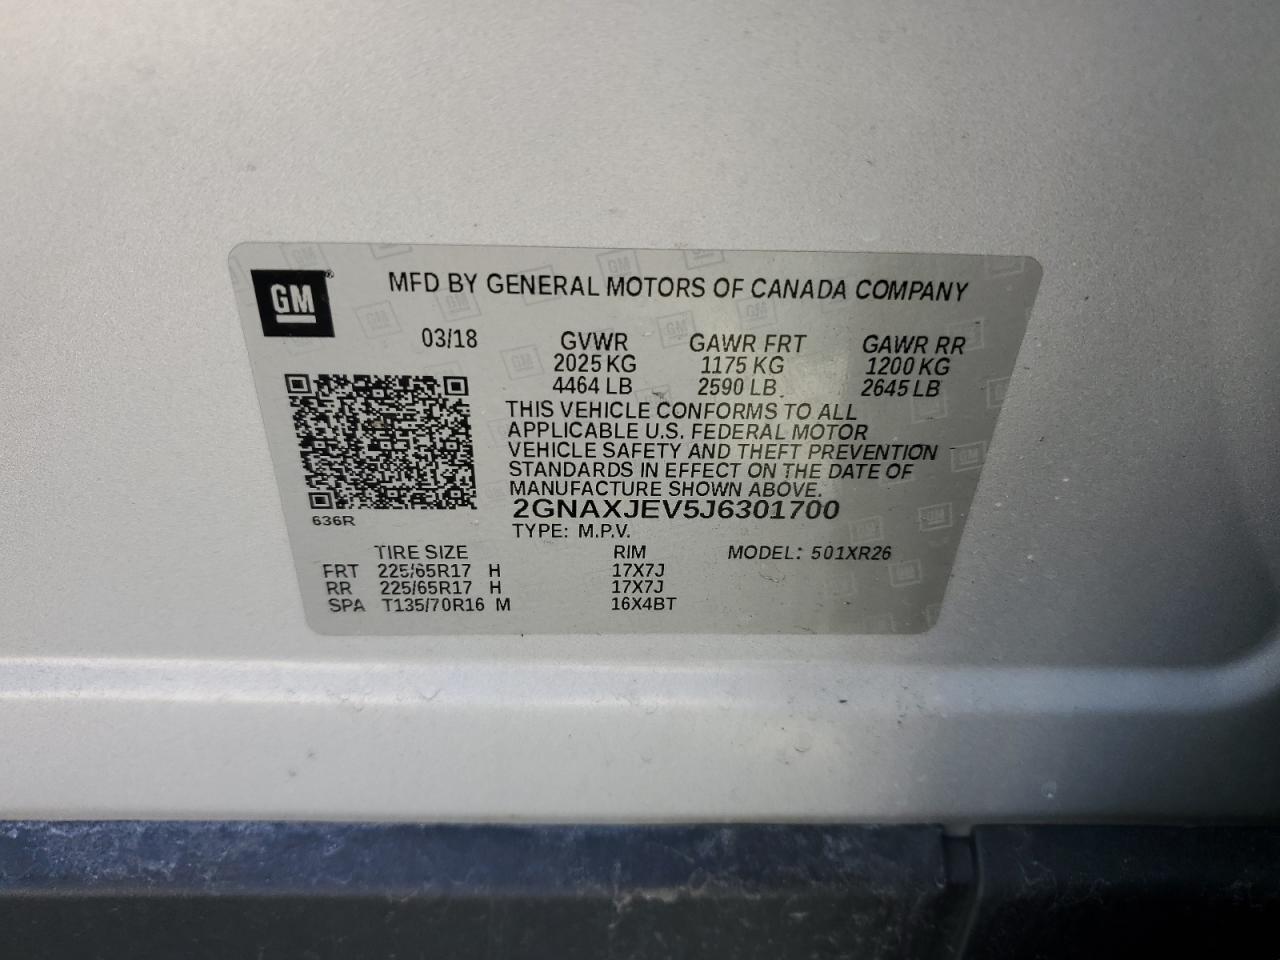 GM
MFD BY GENERAL MOTORS OF CANADA COMPANY
03/18 GVWR GAWR FRT GAWR RR
2025 KG 1175 KG 1200 KG
4464 LB 2590 LB 2645 LB
THIS VEHICLE CONFORMS TO ALL
APPLICABLE U.S. FEDERAL MOTOR
VEHICLE SAFETY AND THEFT PREVENTION
STANDARDS IN EFFECT ON THE DATE OF
MANUFACTURE SHOWN ABOVE.
2GNAXJEV5J6301700
636R
TYPE: M.P.V.
TIRE SIZE RIM MODEL: 501XR26
FRT 225/65R17 H 17X7J
RR 225/65R17 H 17X7J
SPA T135/70R16 M 16X4BT